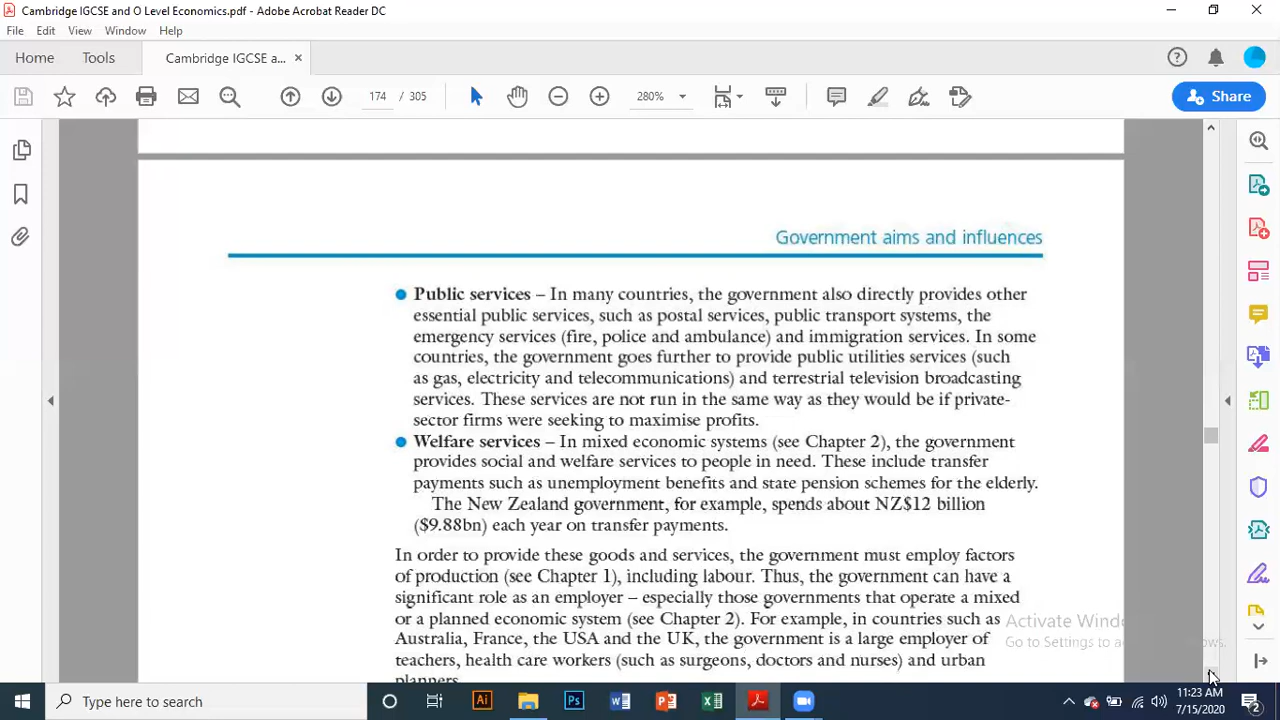 Cambridge IGCSE and O Level Economics.pdf - Adobe Acrobat Reader DC
File Edit View Window Help
Home Tools Cambridge IGCSE and a... ×
174 / 305 280% Share
Government aims and influences
● Public services – In many countries, the government also directly provides other
essential public services, such as postal services, public transport systems, the
emergency services (fire, police and ambulance) and immigration services. In some
countries, the government goes further to provide public utilities services (such
as gas, electricity and telecommunications) and terrestrial television broadcasting
services. These services are not run in the same way as they would be if private-
sector firms were seeking to maximise profits.
● Welfare services – In mixed economic systems (see Chapter 2), the government
provides social and welfare services to people in need. These include transfer
payments such as unemployment benefits and state pension schemes for the elderly.
The New Zealand government, for example, spends about NZ$12 billion
($9.88bn) each year on transfer payments.
In order to provide these goods and services, the government must employ factors
of production (see Chapter 1), including labour. Thus, the government can have a
significant role as an employer – especially those governments that operate a mixed
or a planned economic system (see Chapter 2). For example, in countries such as
Australia, France, the USA and the UK, the government is a large employer of
teachers, health care workers (such as surgeons, doctors and nurses) and urban
planners.
Activate Wind
Go to Settings to a ws.
Type here to search
11:23 AM
7/15/2020
2